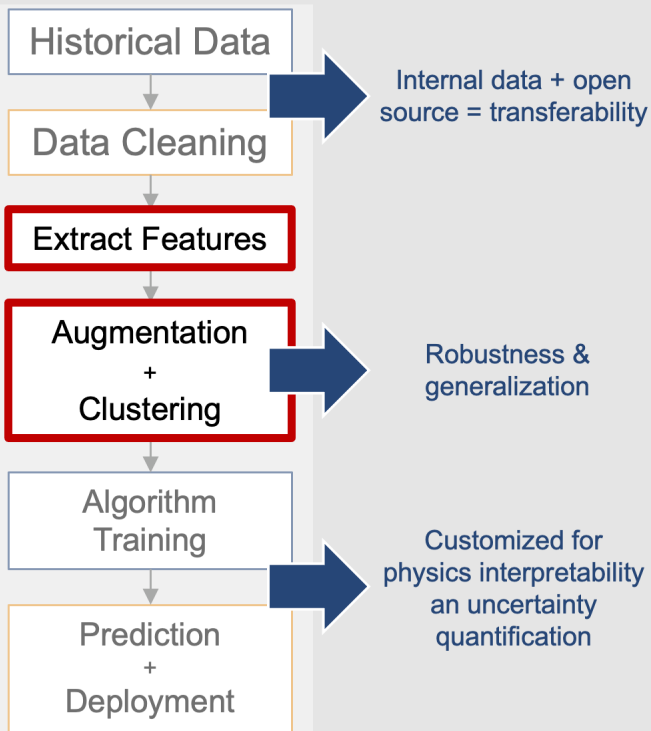 Historical Data
Internal data + open
source = transferability
Data Cleaning
Extract Features
Augmentation
+
Clustering
Robustness &
generalization
Algorithm
Training
Customized for
physics interpretability
an uncertainty
quantification
Prediction
+
Deployment